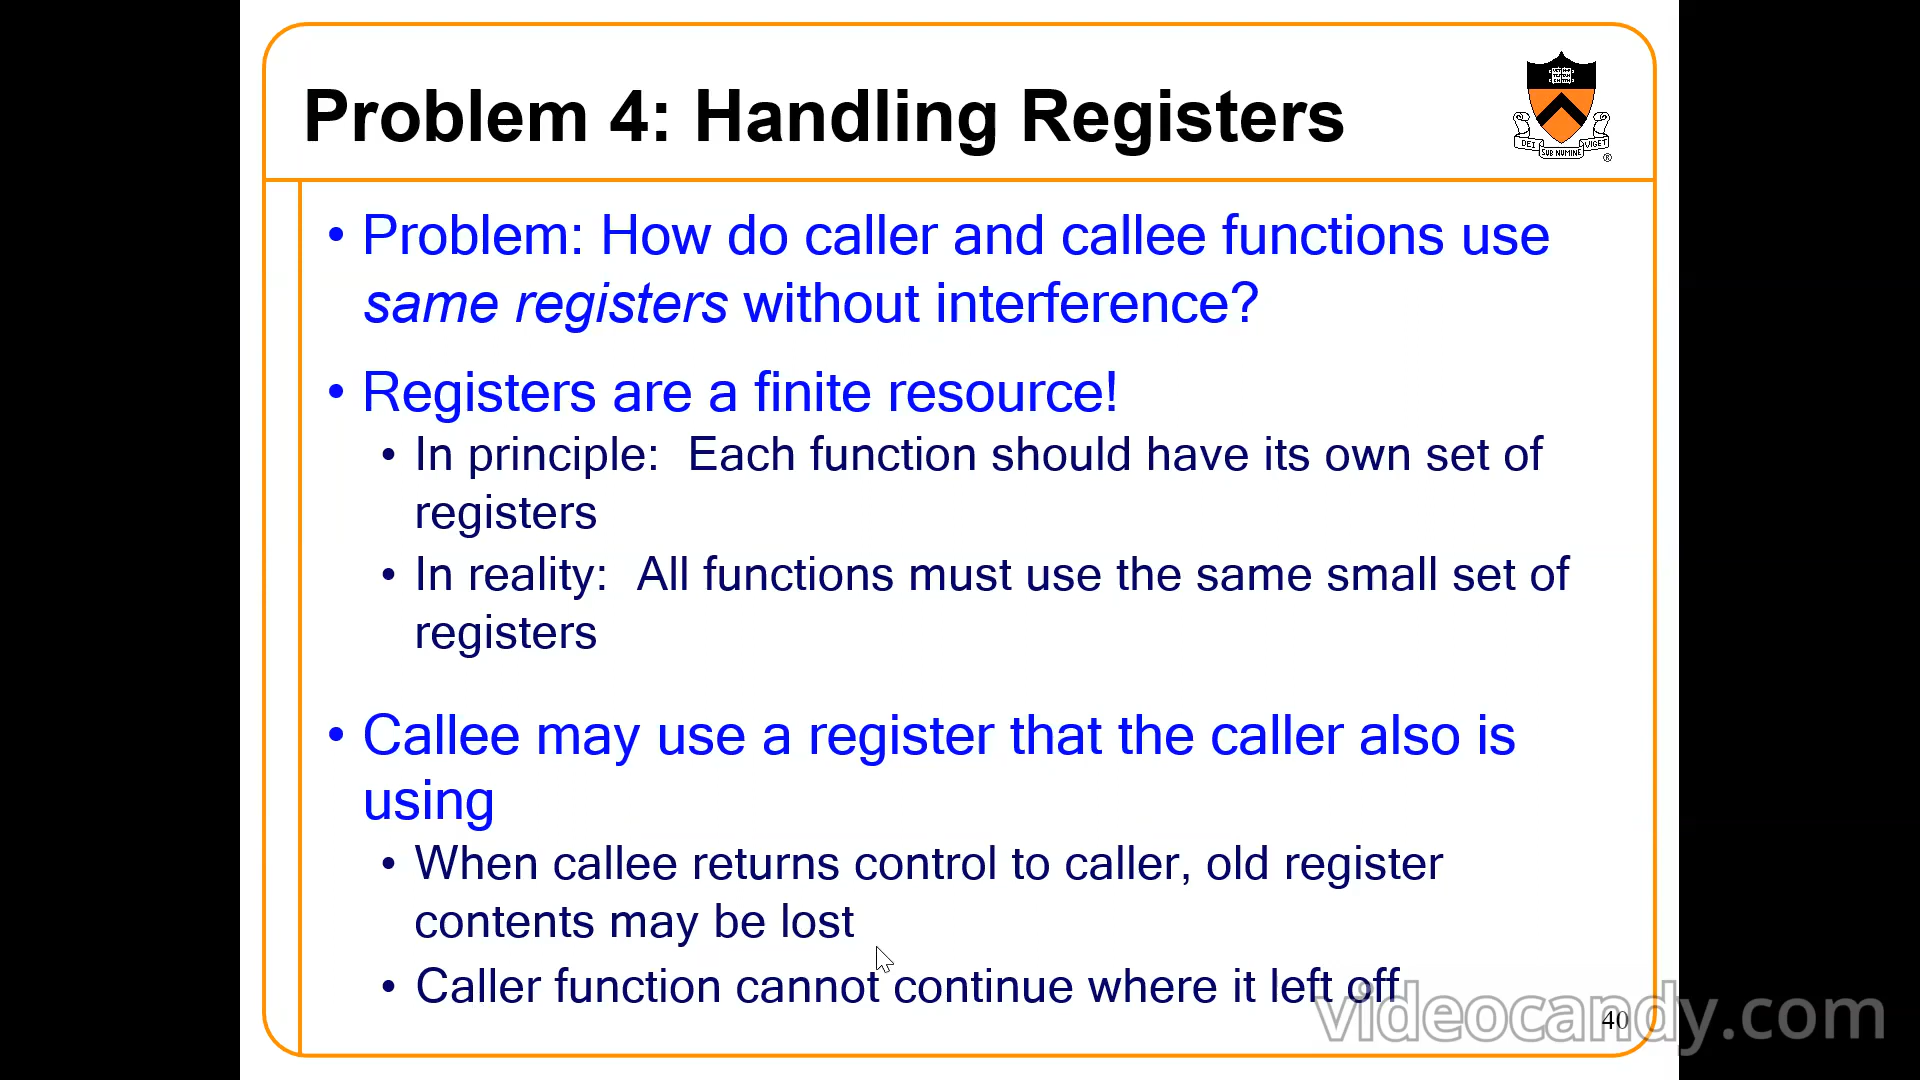 Problem 4: Handling Registers
DEI
SUB NUMINE
VIGET
®
• Problem: How do caller and callee functions use
same registers without interference?
• Registers are a finite resource!
• In principle: Each function should have its own set of
registers
• In reality: All functions must use the same small set of
registers
• Callee may use a register that the caller also is
using
• When callee returns control to caller, old register
contents may be lost
• Caller function cannot continue where it left off
40
videocandy.com